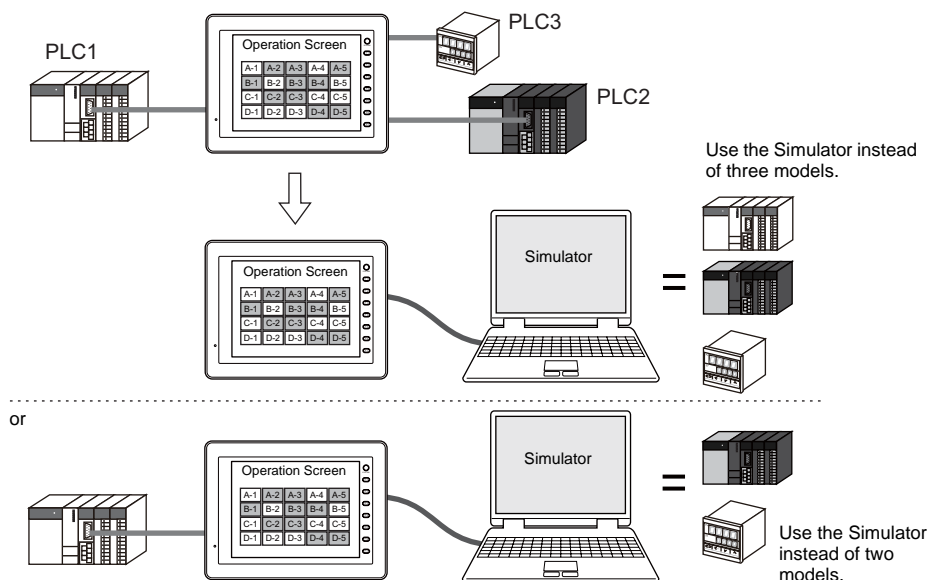 PLC1
Operation Screen
A-1 A-2 A-3 A-4 A-5
B-1 B-2 B-3 B-4 B-5
C-1 C-2 C-3 C-4 C-5
D-1 D-2 D-3 D-4 D-5
PLC3
PLC2
Use the Simulator instead
of three models.
Operation Screen
A-1 A-2 A-3 A-4 A-5
B-1 B-2 B-3 B-4 B-5
C-1 C-2 C-3 C-4 C-5
D-1 D-2 D-3 D-4 D-5
Simulator
=
or
Operation Screen
A-1 A-2 A-3 A-4 A-5
B-1 B-2 B-3 B-4 B-5
C-1 C-2 C-3 C-4 C-5
D-1 D-2 D-3 D-4 D-5
Simulator
=
Use the Simulator
instead of two
models.